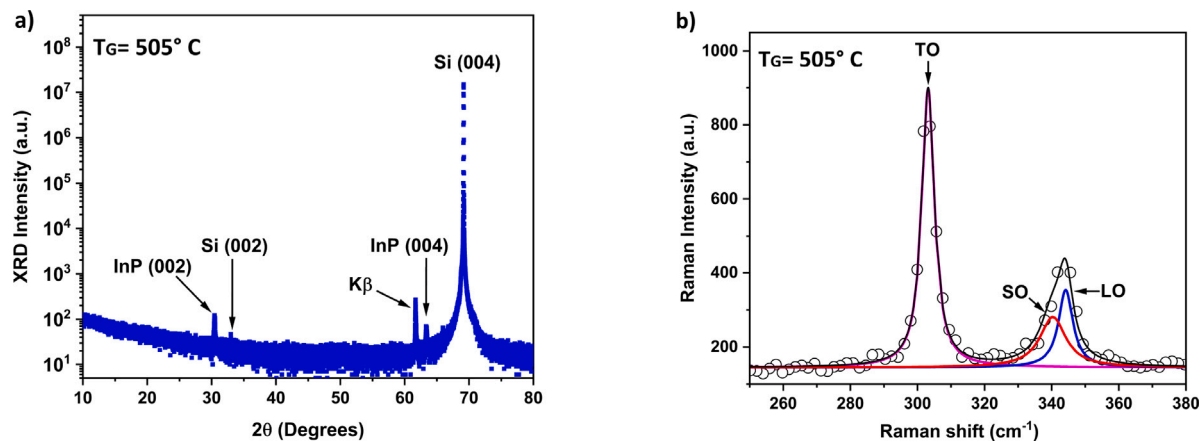 a)
TG= 505° C
XRD Intensity (a.u.)
10⁸
10⁷
10⁶
10⁵
10⁴
10³
10²
10¹
Si (004)
Si (002)
InP (002)
InP (004)
Kβ
10 20 30 40 50 60 70 80
2θ (Degrees)
b)
TG= 505° C
Raman Intensity (a.u.)
1000
800
600
400
200
TO
SO
LO
260 280 300 320 340 360 380
Raman shift (cm⁻¹)